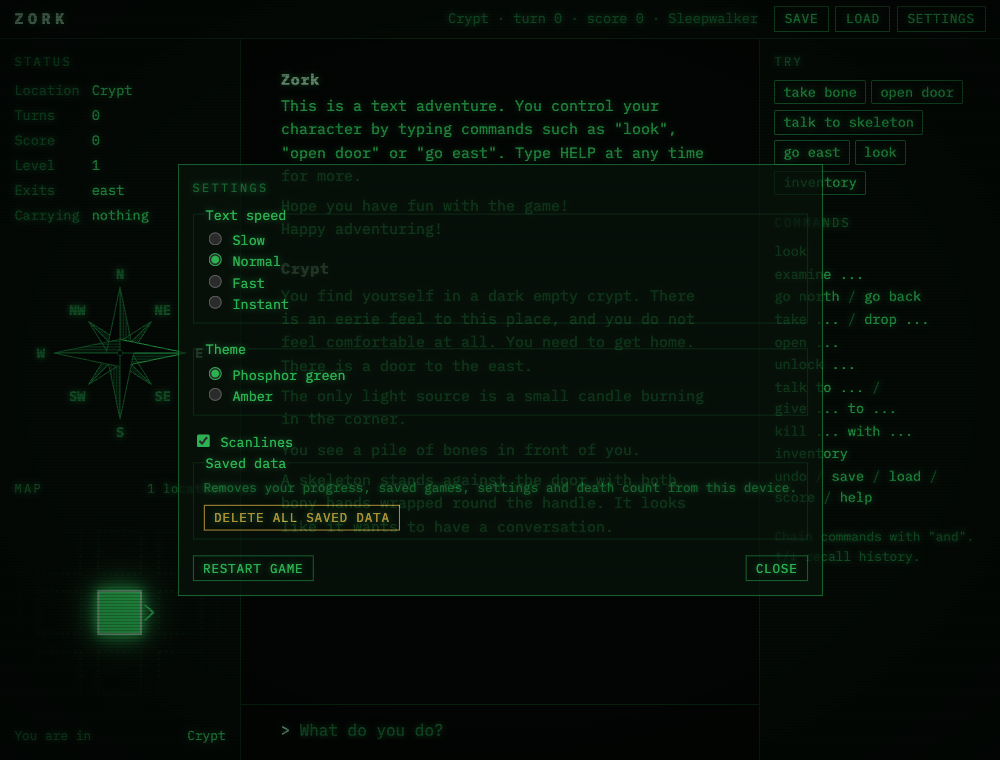 ZORK
Crypt · turn 0 · score 0 · Sleepwalker
SAVE
LOAD
SETTINGS
STATUS
Location Crypt
Turns 0
Score 0
Level 1
Exits east
Carrying nothing
N
NW
NE
W
E
SW
SE
S
MAP
1 loca
You are in
Crypt
Zork
This is a text adventure. You control your
character by typing commands such as "look",
"open door" or "go east". Type HELP at any time
for more.
Hope you have fun with the game!
Happy adventuring!
Crypt
You find yourself in a dark empty crypt. There
is an eerie feel to this place, and you do not
feel comfortable at all. You need to get home.
There is a door to the east.
The only light source is a small candle burning
in the corner.
You see a pile of bones in front of you.
A skeleton stands against the door with both
bony hands wrapped round the handle. It looks
like it wants to have a conversation.
> What do you do?
SETTINGS
Text speed
Slow
Normal
Fast
Instant
Theme
Phosphor green
Amber
Scanlines
Saved data
Removes your progress, saved games, settings and death count from this device.
DELETE ALL SAVED DATA
RESTART GAME
CLOSE
TRY
take bone
open door
talk to skeleton
go east
look
inventory
COMMANDS
look
examine ...
go north / go back
take ... / drop ...
open ...
unlock ...
talk to ... /
give ... to ...
kill ... with ...
inventory
undo / save / load /
score / help
Chain commands with "and".
↑/↓ recall history.